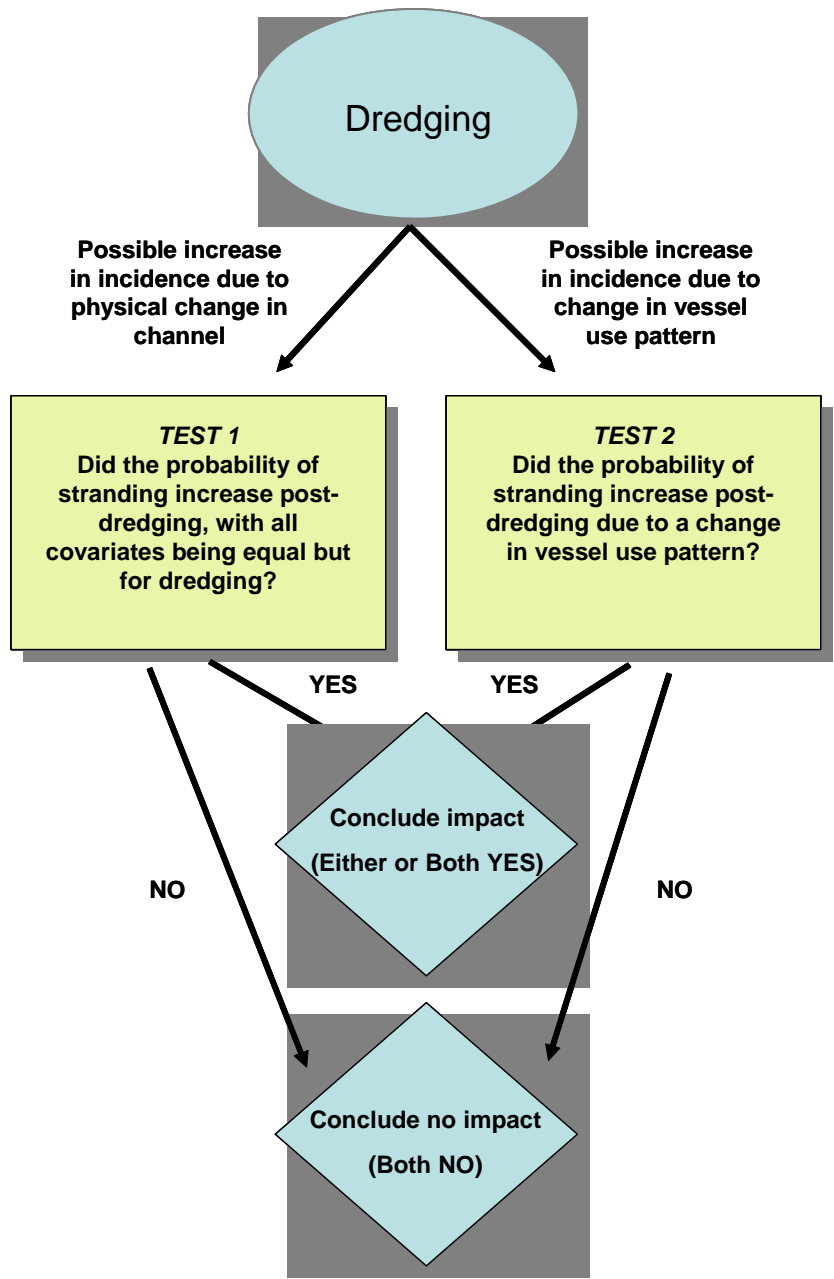 Dredging
Possible increase
in incidence due to
physical change in
channel
Possible increase
in incidence due to
change in vessel
use pattern
TEST 1
Did the probability of
stranding increase post-
dredging, with all
covariates being equal but
for dredging?
TEST 2
Did the probability of
stranding increase post-
dredging due to a change
in vessel use pattern?
YES
YES
Conclude impact
(Either or Both YES)
NO
NO
Conclude no impact
(Both NO)